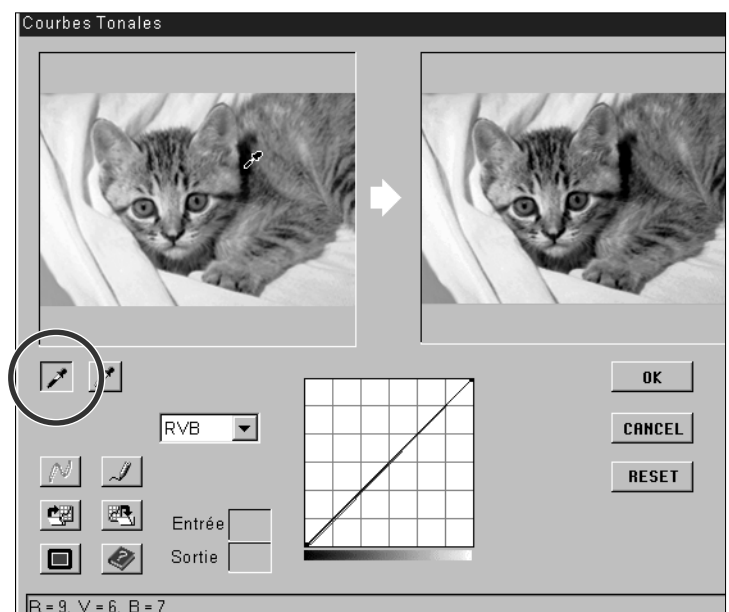 Courbes Tonales
OK
RVB
CANCEL
RESET
Entrée
Sortie
R = 9, V = 6, B = 7